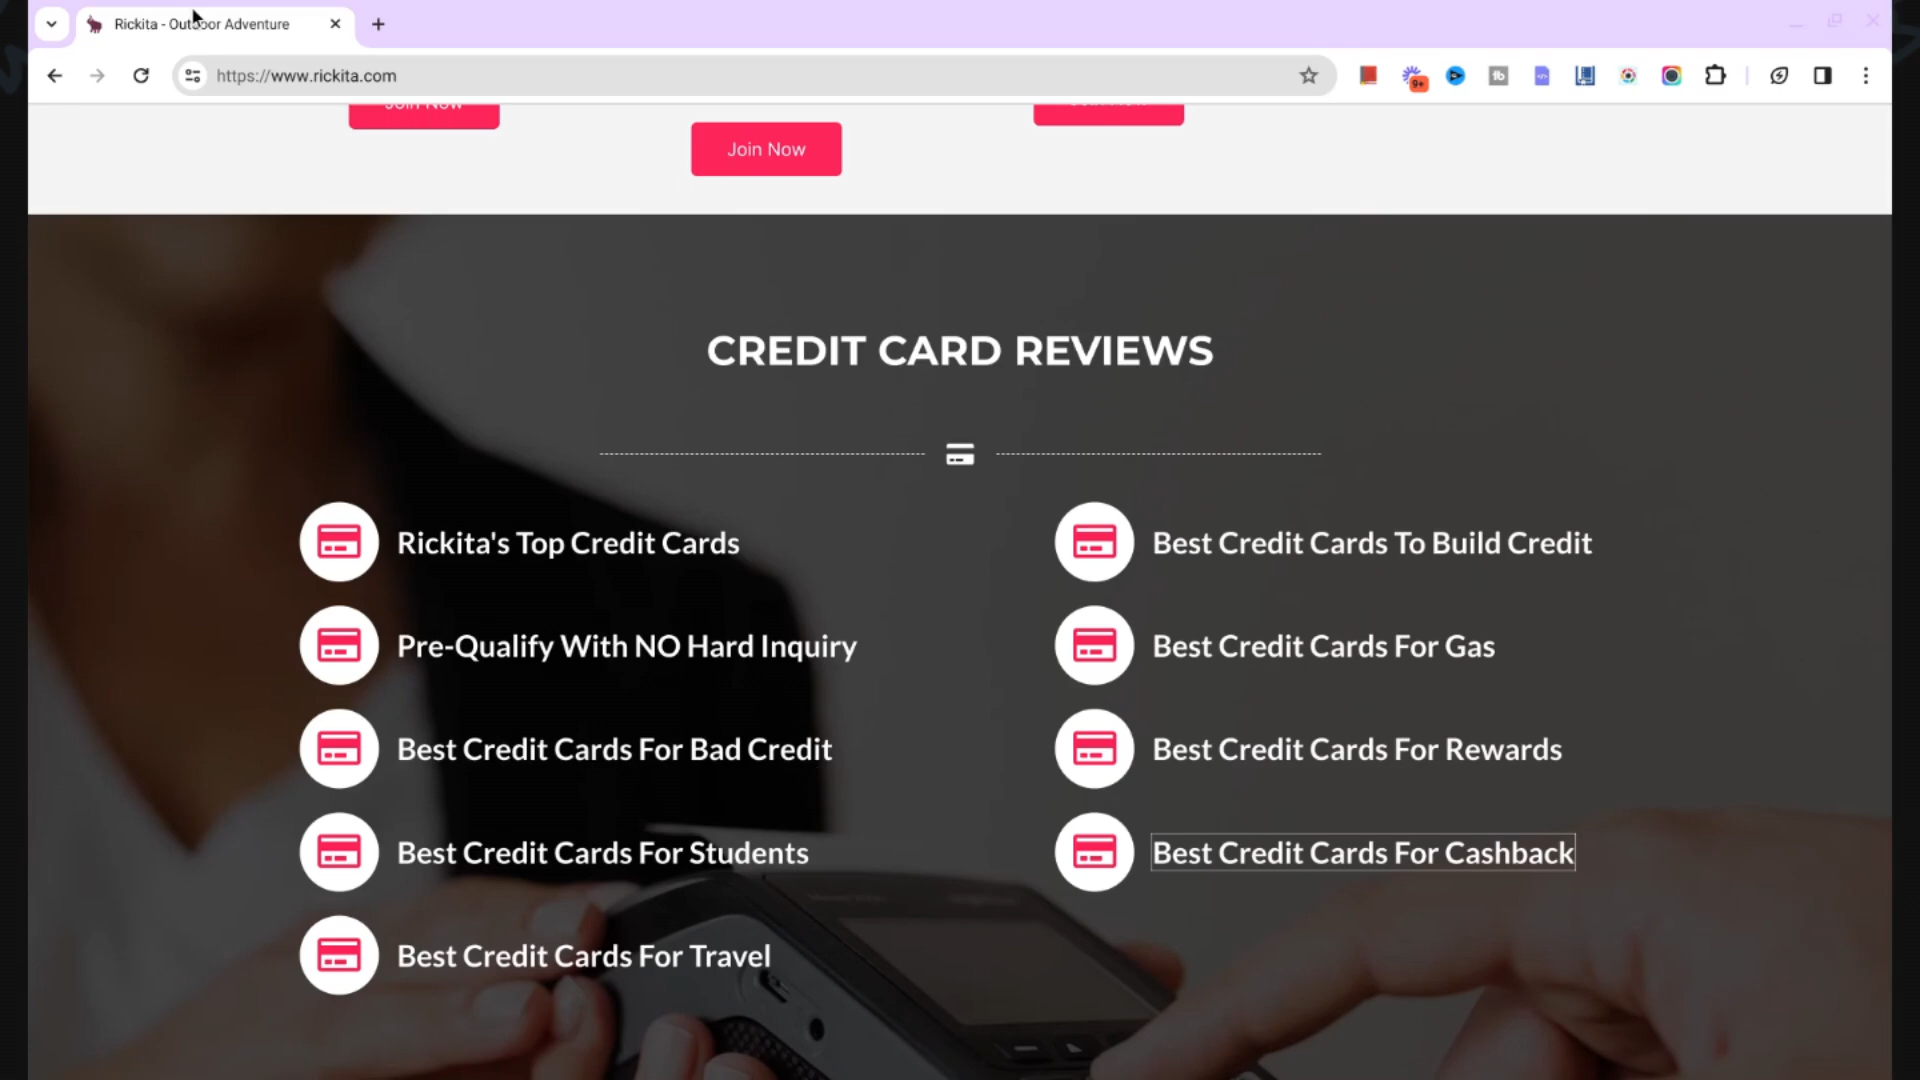 Rickita - Outdoor Adventure
https://www.rickita.com
9+
Join Now
Join Now
CREDIT CARD REVIEWS
Rickita's Top Credit Cards
Best Credit Cards To Build Credit
Pre-Qualify With NO Hard Inquiry
Best Credit Cards For Gas
Best Credit Cards For Bad Credit
Best Credit Cards For Rewards
Best Credit Cards For Students
Best Credit Cards For Cashback
Best Credit Cards For Travel